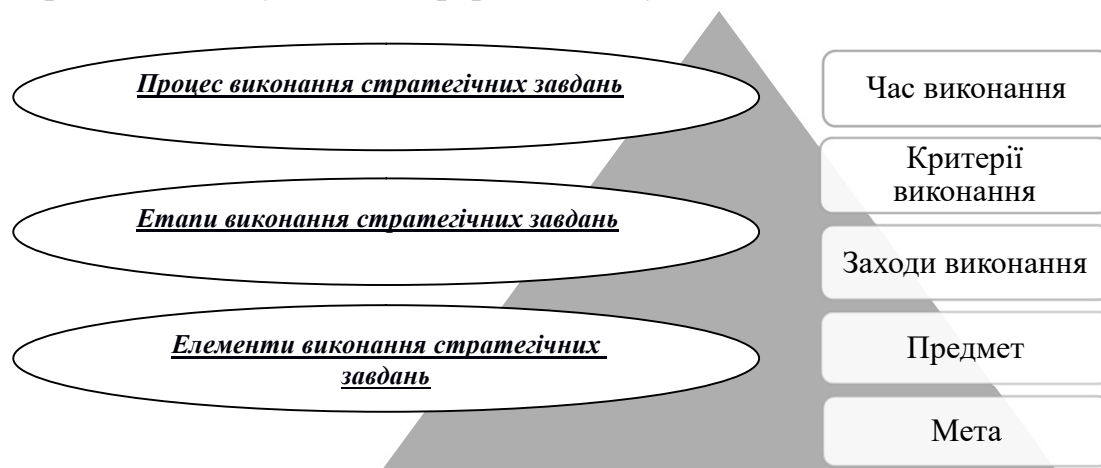 Процес виконання стратегічних завдань
Етапи виконання стратегічних завдань
Елементи виконання стратегічних
завдань
Час виконання
Критерії
виконання
Заходи виконання
Предмет
Мета